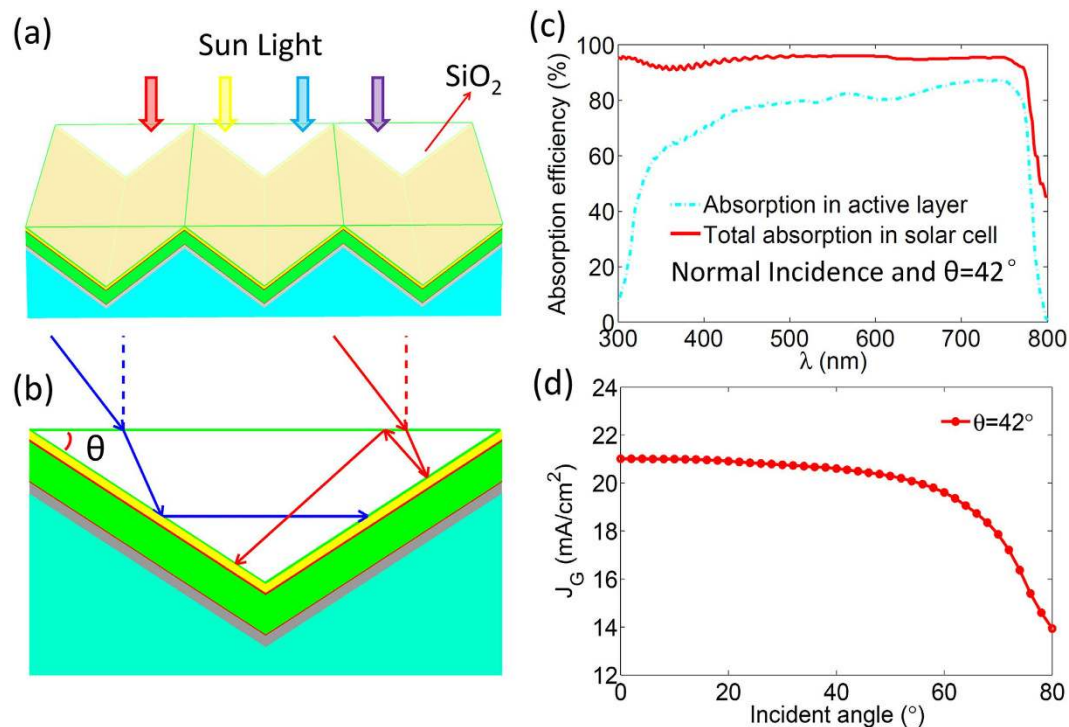 (a)
Sun Light
SiO₂
(b)
θ
(c)
Absorption efficiency (%)
100
80
60
40
20
0
Absorption in active layer
Total absorption in solar cell
Normal Incidence and θ=42°
300 400 500 600 700 800
λ (nm)
(d)
J_G (mA/cm²)
24
22
20
18
16
14
12
θ=42°
0 20 40 60 80
Incident angle (°)